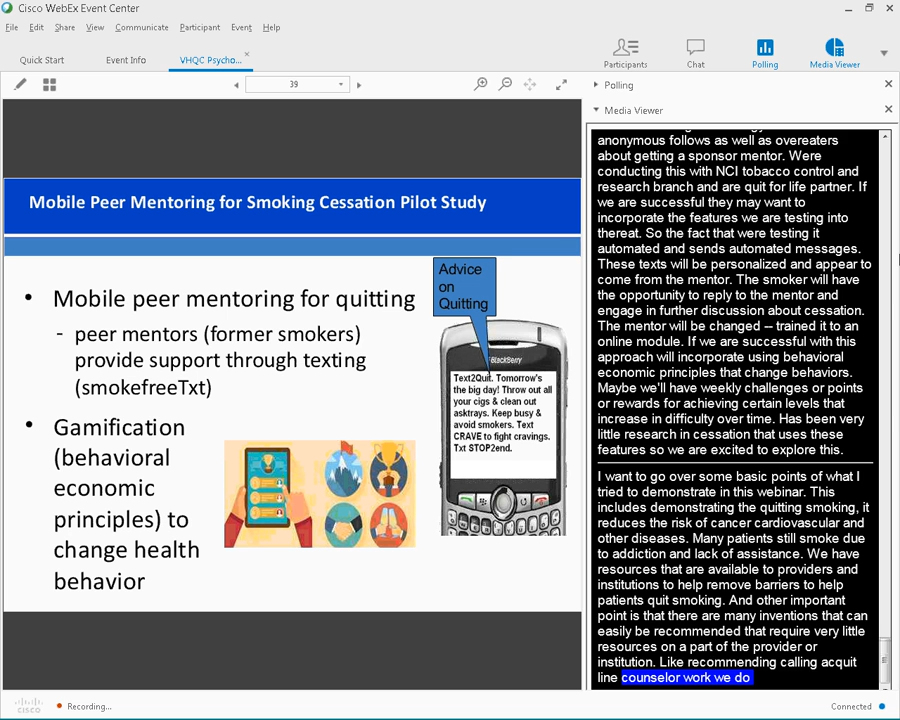 Cisco WebEx Event Center
File Edit Share View Communicate Participant Event Help
Quick Start Event Info VHQC Psycho...
Participants Chat Polling Media Viewer
39
Polling
Media Viewer
Mobile Peer Mentoring for Smoking Cessation Pilot Study
Advice
on
Quitting
• Mobile peer mentoring for quitting
- peer mentors (former smokers)
provide support through texting
(smokefreeTxt)
• Gamification
(behavioral
economic
principles) to
change health
behavior
BlackBerry
Text2Quit. Tomorrow's
the big day! Throw out all
your cigs & clean out
asktrays. Keep busy &
avoid smokers. Text
CRAVE to fight cravings.
Txt STOP2end.
anonymous follows as well as overeaters
about getting a sponsor mentor. Were
conducting this with NCI tobacco control and
research branch and are quit for life partner. If
we are successful they may want to
incorporate the features we are testing into
thereat. So the fact that were testing it
automated and sends automated messages.
These texts will be personalized and appear to
come from the mentor. The smoker will have
the opportunity to reply to the mentor and
engage in further discussion about cessation.
The mentor will be changed -- trained it to an
online module. If we are successful with this
approach will incorporate using behavioral
economic principles that change behaviors.
Maybe we'll have weekly challenges or points
or rewards for achieving certain levels that
increase in difficulty over time. Has been very
little research in cessation that uses these
features so we are excited to explore this.
I want to go over some basic points of what I
tried to demonstrate in this webinar. This
includes demonstrating the quitting smoking, it
reduces the risk of cancer cardiovascular and
other diseases. Many patients still smoke due
to addiction and lack of assistance. We have
resources that are available to providers and
institutions to help remove barriers to help
patients quit smoking. And other important
point is that there are many inventions that can
easily be recommended that require very little
resources on a part of the provider or
institution. Like recommending calling acquit
line counselor work we do
cisco
Recording...
Connected